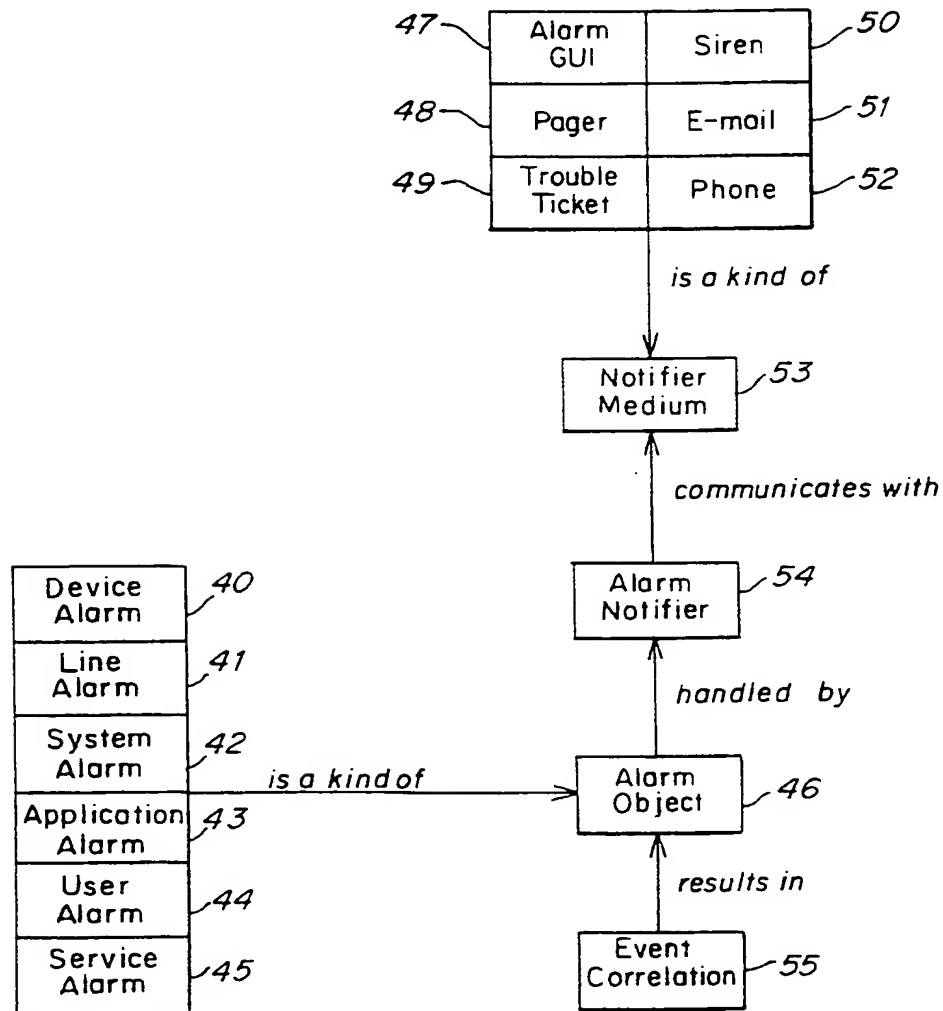 47 Alarm GUI Siren 50
48 Pager E-mail 51
49 Trouble Ticket Phone 52
is a kind of
Notifier Medium 53
communicates with
Alarm Notifier 54
handled by
Device Alarm 40
Line Alarm 41
System Alarm 42
is a kind of
Alarm Object 46
Application Alarm 43
User Alarm 44
results in
Service Alarm 45
Event Correlation 55